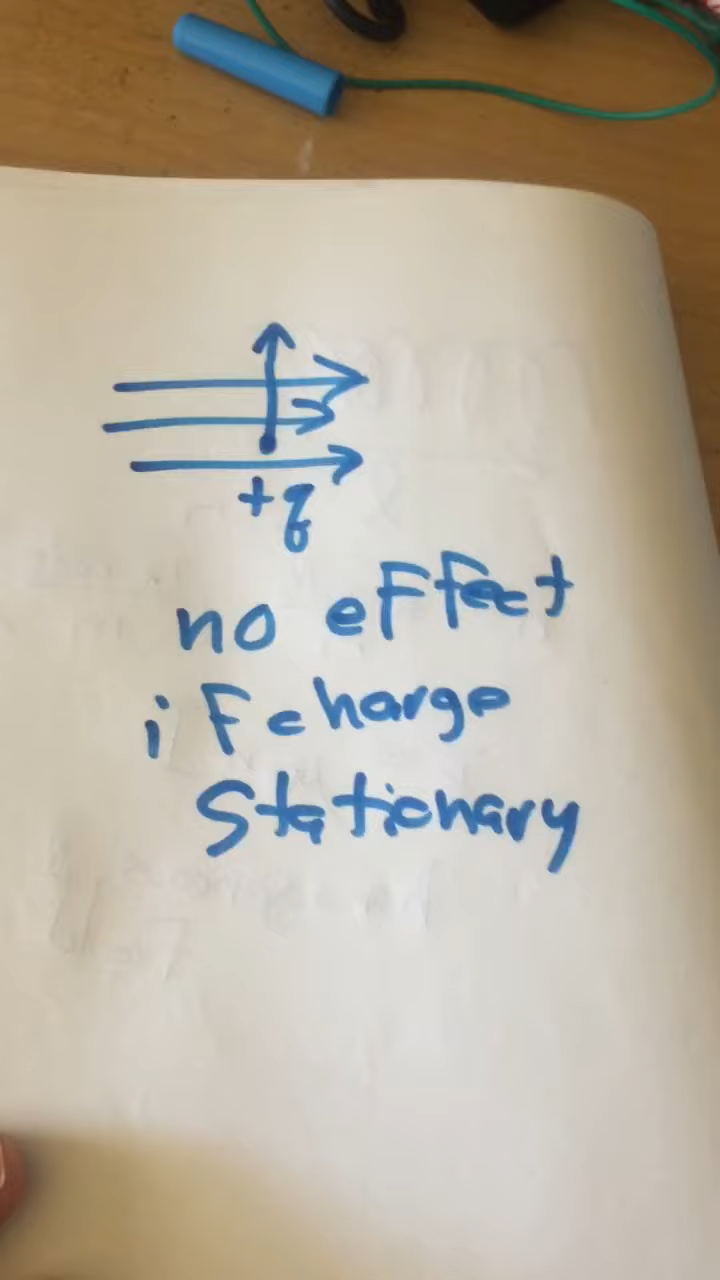 +q
no effect
if charge
stationary